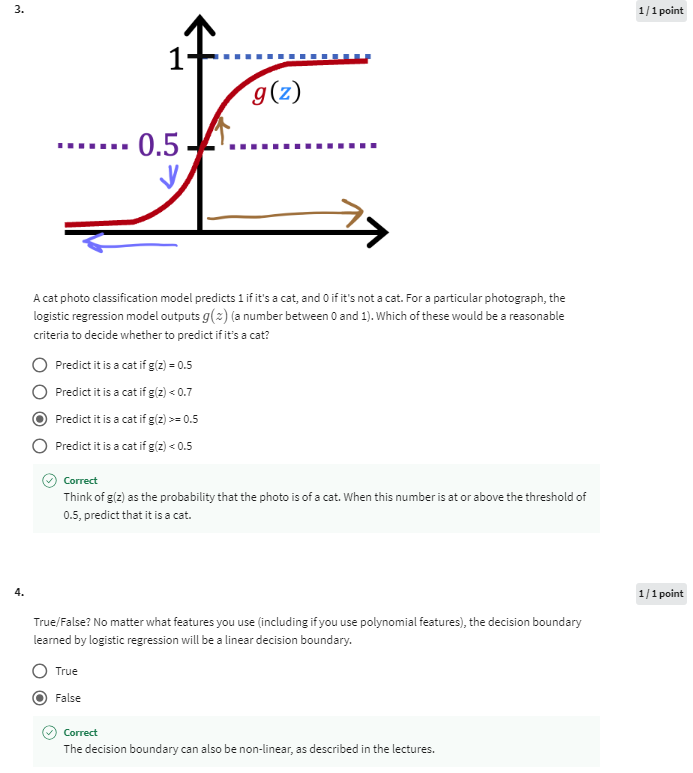 3.
1 / 1 point
1
g(z)
0.5
A cat photo classification model predicts 1 if it's a cat, and 0 if it's not a cat. For a particular photograph, the
logistic regression model outputs g(z) (a number between 0 and 1). Which of these would be a reasonable
criteria to decide whether to predict if it's a cat?
Predict it is a cat if g(z) = 0.5
Predict it is a cat if g(z) < 0.7
Predict it is a cat if g(z) >= 0.5
Predict it is a cat if g(z) < 0.5
Correct
Think of g(z) as the probability that the photo is of a cat. When this number is at or above the threshold of
0.5, predict that it is a cat.
4.
1 / 1 point
True/False? No matter what features you use (including if you use polynomial features), the decision boundary
learned by logistic regression will be a linear decision boundary.
True
False
Correct
The decision boundary can also be non-linear, as described in the lectures.